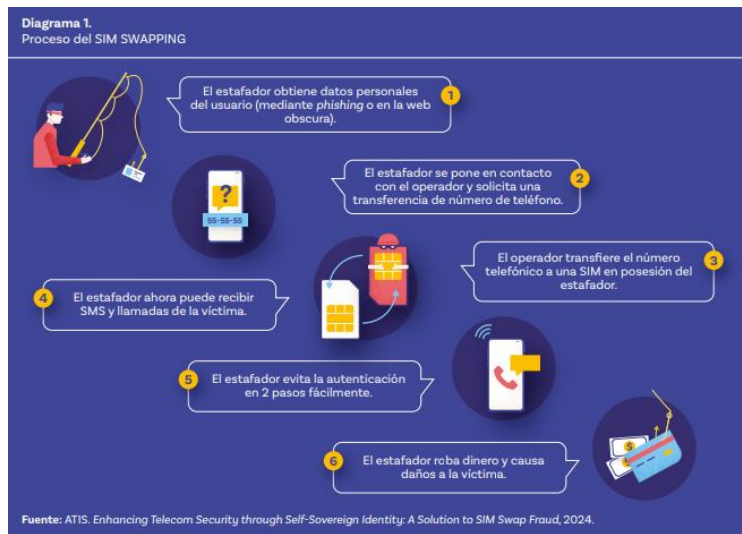 Diagrama 1.
Proceso del SIM SWAPPING
El estafador obtiene datos personales
del usuario (mediante phishing o en la web
obscura).
1
?
55-55-55
El estafador se pone en contacto
con el operador y solicita una
transferencia de número de teléfono.
2
El operador transfiere el número
telefónico a una SIM en posesión del
estafador.
3
4
El estafador ahora puede recibir
SMS y llamadas de la víctima.
5
El estafador evita la autenticación
en 2 pasos fácilmente.
6
El estafador roba dinero y causa
daños a la víctima.
$
Fuente: ATIS. Enhancing Telecom Security through Self-Sovereign Identity: A Solution to SIM Swap Fraud, 2024.